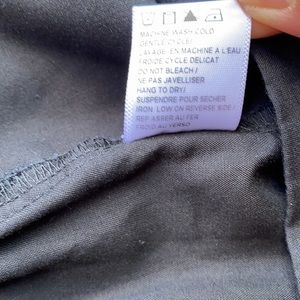 MACHINE WASH COLD
GENTLE CYCLE/
LAVAGE EN MACHINE A L'EAU
FROIDE CYCLE DELICAT
DO NOT BLEACH /
NE PAS JAVELLISER
HANG TO DRY/
SUSPENDRE POUR SECHER
IRON LOW ON REVERSE SIDE /
REPASSER AU FER
FROID AU VERSO